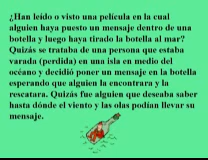 ¿Han leído o visto una película en la cual
alguien haya puesto un mensaje dentro de una
botella y luego haya tirado la botella al mar?
Quizás se trataba de una persona que estaba
varada (perdida) en una isla en medio del
océano y decidió poner un mensaje en la botella
esperando que alguien la encontrara y la
rescatara. Quizás fue alguien que deseaba saber
hasta dónde el viento y las olas podían llevar su
mensaje.